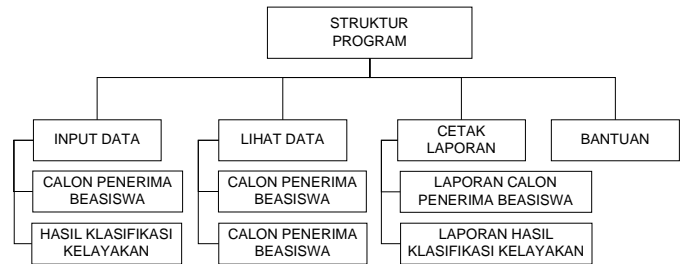 STRUKTUR
PROGRAM
INPUT DATA
LIHAT DATA
CETAK
LAPORAN
BANTUAN
CALON PENERIMA
BEASISWA
CALON PENERIMA
BEASISWA
LAPORAN CALON
PENERIMA BEASISWA
HASIL KLASIFIKASI
KELAYAKAN
CALON PENERIMA
BEASISWA
LAPORAN HASIL
KLASIFIKASI KELAYAKAN